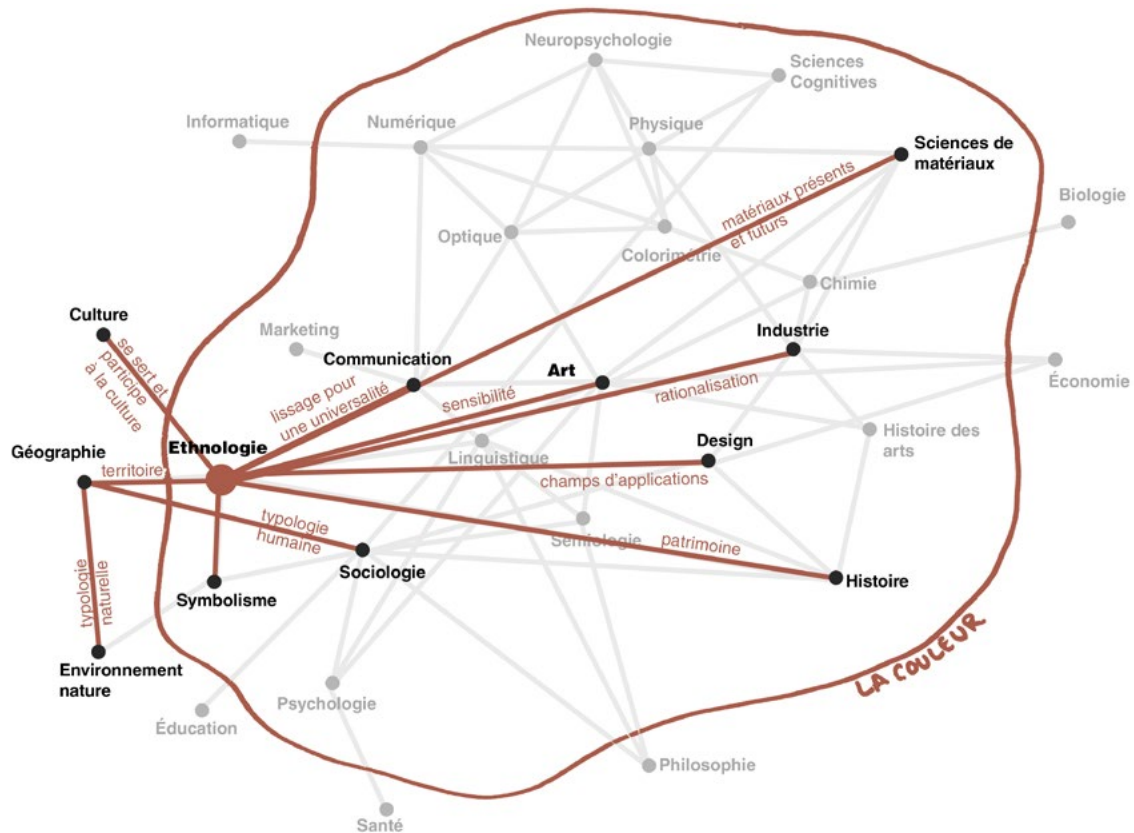 Neuropsychologie
Sciences
Cognitives
Informatique
Numérique
Physique
Sciences de
matériaux
matériaux présents
et futurs
Biologie
Optique
Colorimétrie
Chimie
Culture
se sert et
participe
à la culture
Marketing
Communication
Industrie
Art
Économie
lissage pour
une universalité
sensibilité
rationalisation
Ethnologie
Design
Histoire des
arts
Géographie
territoire
Linguistique
champs d'applications
typologie
humaine
Sémiologie
patrimoine
Sociologie
Symbolisme
Histoire
typologie
naturelle
Environnement
nature
LA COULEUR
Psychologie
Éducation
Philosophie
Santé